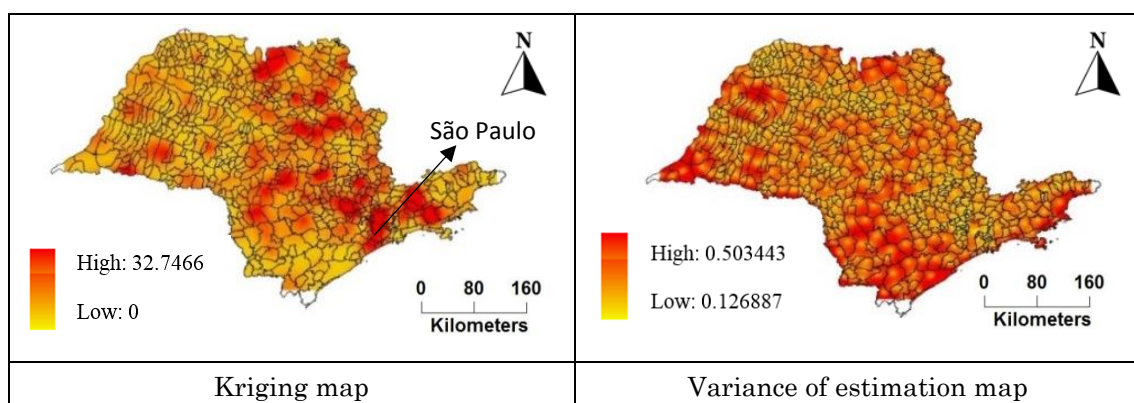 N
São Paulo
High: 32.7466
Low: 0
0 80 160
Kilometers
N
High: 0.503443
Low: 0.126887
0 80 160
Kilometers
Kriging map
Variance of estimation map